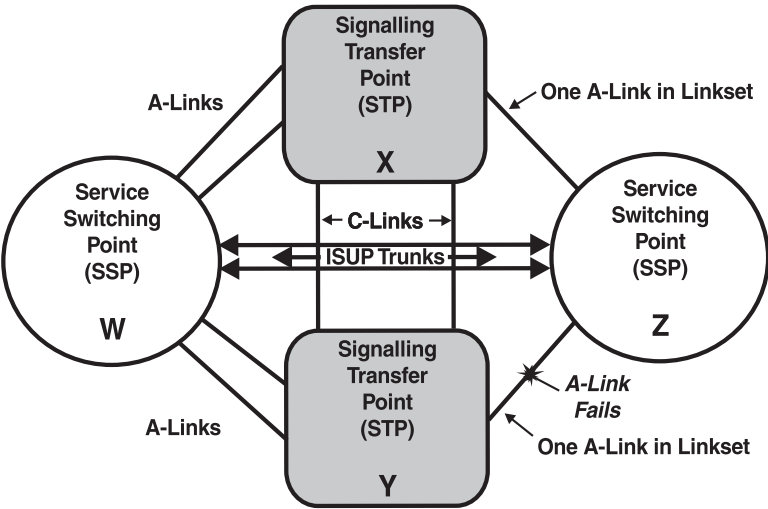 Signalling
Transfer
Point
(STP)
X
A-Links
One A-Link in Linkset
Service
Switching
Point
(SSP)
W
C-Links
ISUP Trunks
Service
Switching
Point
(SSP)
Z
Signalling
Transfer
Point
(STP)
Y
A-Links
A-Link
Fails
One A-Link in Linkset